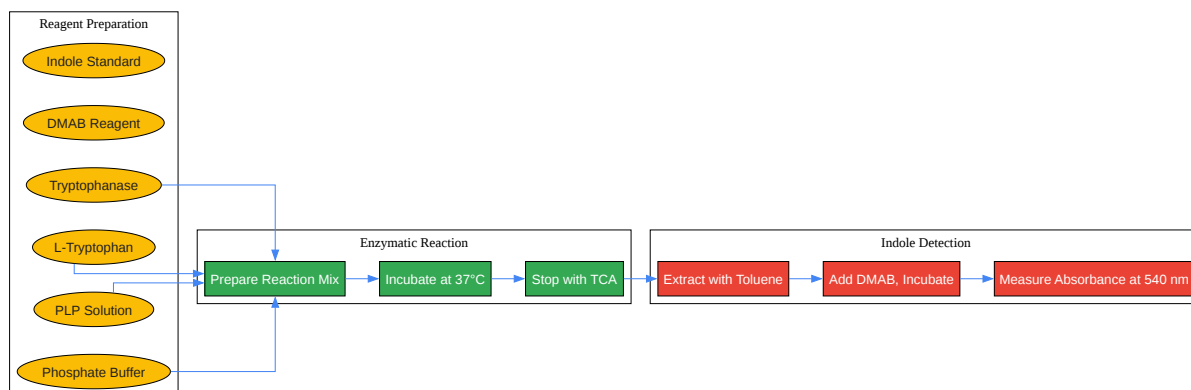 Reagent Preparation
Indole Standard
DMAB Reagent
Tryptophanase
L-Tryptophan
PLP Solution
Phosphate Buffer
Enzymatic Reaction
Prepare Reaction Mix
Incubate at 37°C
Stop with TCA
Indole Detection
Extract with Toluene
Add DMAB, Incubate
Measure Absorbance at 540 nm